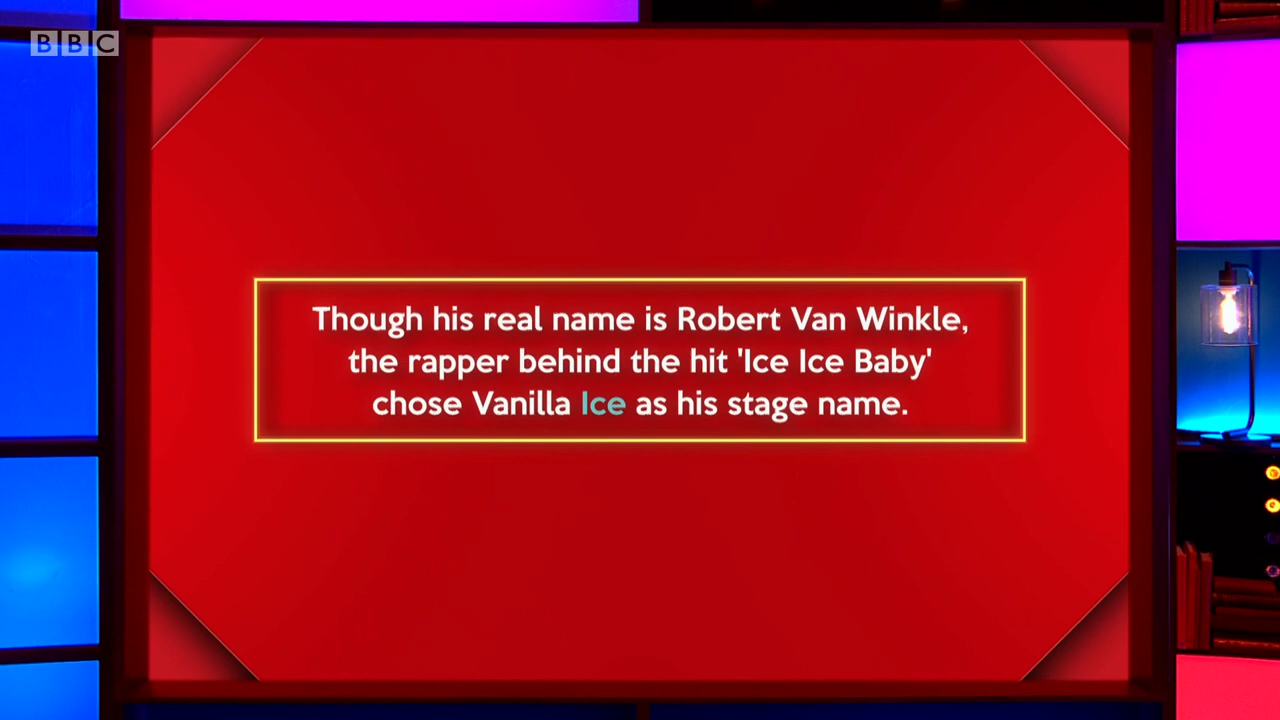 BBC
Though his real name is Robert Van Winkle,
the rapper behind the hit 'Ice Ice Baby'
chose Vanilla Ice as his stage name.